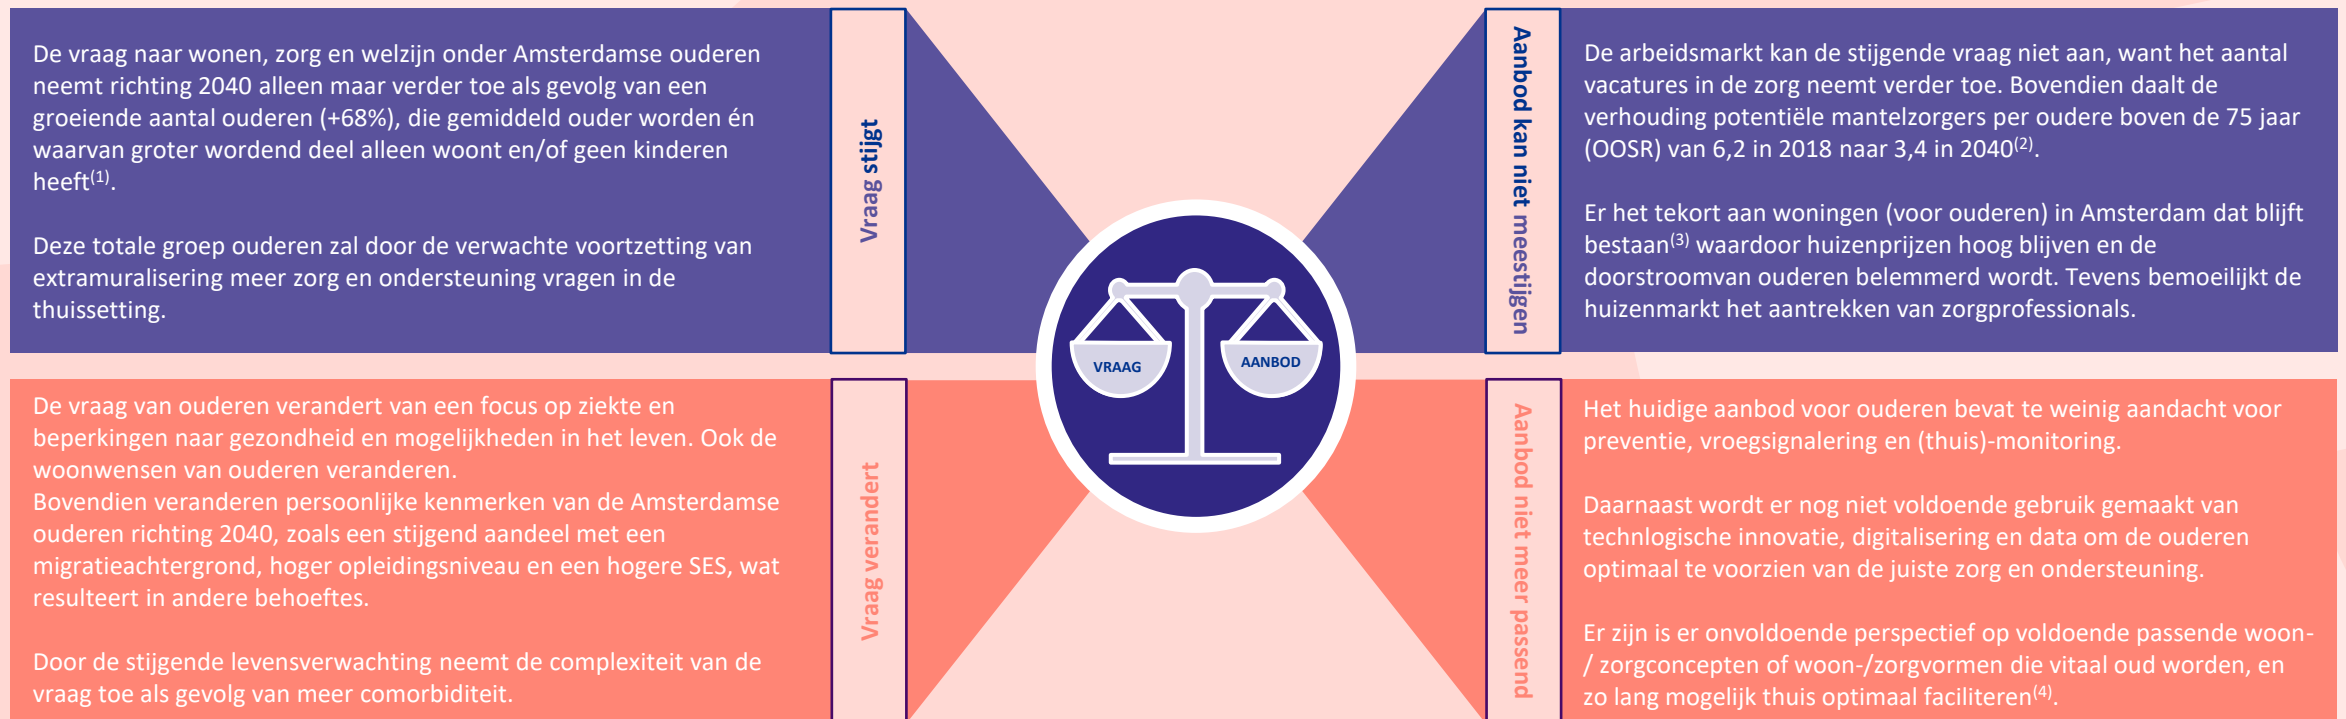 De vraag naar wonen, zorg en welzijn onder Amsterdamse ouderen
neemt richting 2040 alleen maar verder toe als gevolg van een
groeiende aantal ouderen (+68%), die gemiddeld ouder worden én
waarvan groter wordend deel alleen woont en/of geen kinderen
heeft(1).
Deze totale groep ouderen zal door de verwachte voortzetting van
extramuralisering meer zorg en ondersteuning vragen in de
thuissetting.
Vraag stijgt
Aanbod kan niet meestijgen
De arbeidsmarkt kan de stijgende vraag niet aan, want het aantal
vacatures in de zorg neemt verder toe. Bovendien daalt de
verhouding potentiële mantelzorgers per oudere boven de 75 jaar
(OOSR) van 6,2 in 2018 naar 3,4 in 2040(2).
Er het tekort aan woningen (voor ouderen) in Amsterdam dat blijft
bestaan(3) waardoor huizenprijzen hoog blijven en de
doorstroomvan ouderen belemmerd wordt. Tevens bemoeilijkt de
huizenmarkt het aantrekken van zorgprofessionals.
VRAAG
AANBOD
De vraag van ouderen verandert van een focus op ziekte en
beperkingen naar gezondheid en mogelijkheden in het leven. Ook de
woonwensen van ouderen veranderen.
Bovendien veranderen persoonlijke kenmerken van de Amsterdamse
ouderen richting 2040, zoals een stijgend aandeel met een
migratieachtergrond, hoger opleidingsniveau en een hogere SES, wat
resulteert in andere behoeftes.
Door de stijgende levensverwachting neemt de complexiteit van de
vraag toe als gevolg van meer comorbiditeit.
Vraag verandert
Aanbod niet meer passend
Het huidige aanbod voor ouderen bevat te weinig aandacht voor
preventie, vroegsignalering en (thuis)-monitoring.
Daarnaast wordt er nog niet voldoende gebruik gemaakt van
technlogische innovatie, digitalisering en data om de ouderen
optimaal te voorzien van de juiste zorg en ondersteuning.
Er zijn is er onvoldoende perspectief op voldoende passende woon-
/ zorgconcepten of woon-/zorgvormen die vitaal oud worden, en
zo lang mogelijk thuis optimaal faciliteren(4).